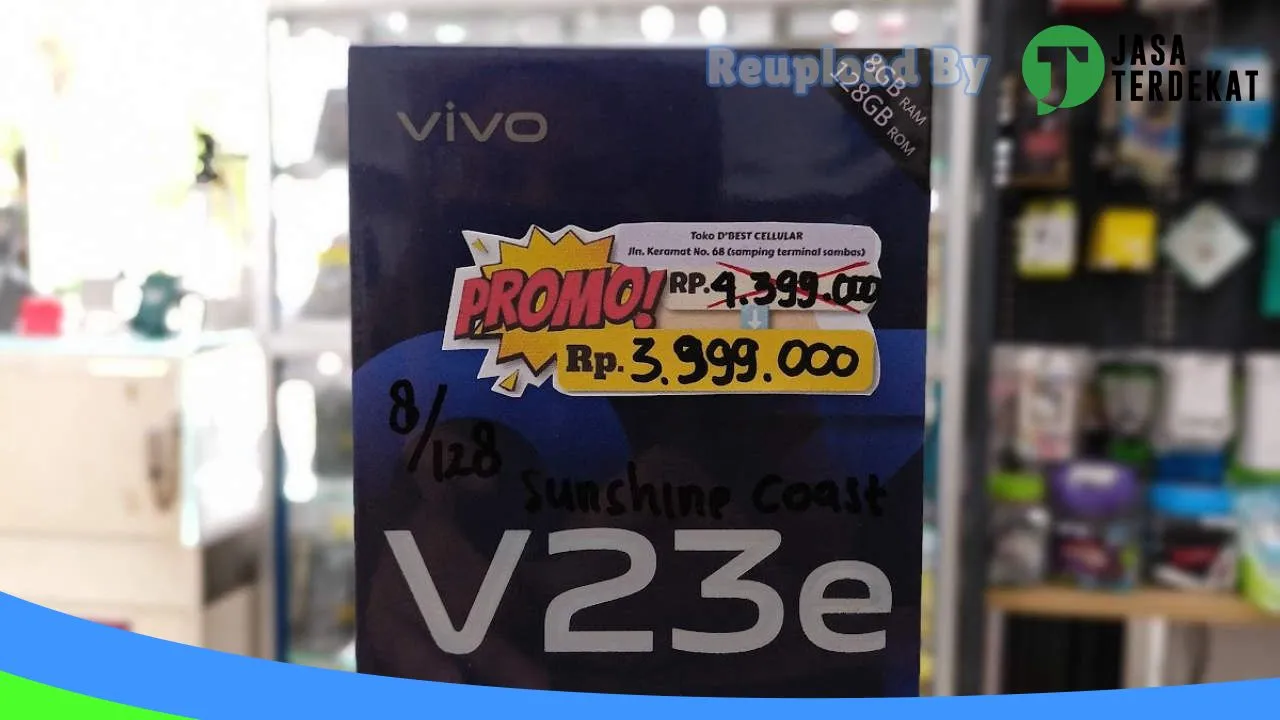 Reupload By
JASA
TERDEKAT
8GB RAM
128GB ROM
vivo
Toko D'BEST CELLULAR
Jln. Keramat No. 68 (samping terminal sambas)
PROMO!
RP. 4.399.000
Rp. 3.999.000
8/128
Sunshine Coast
V23e